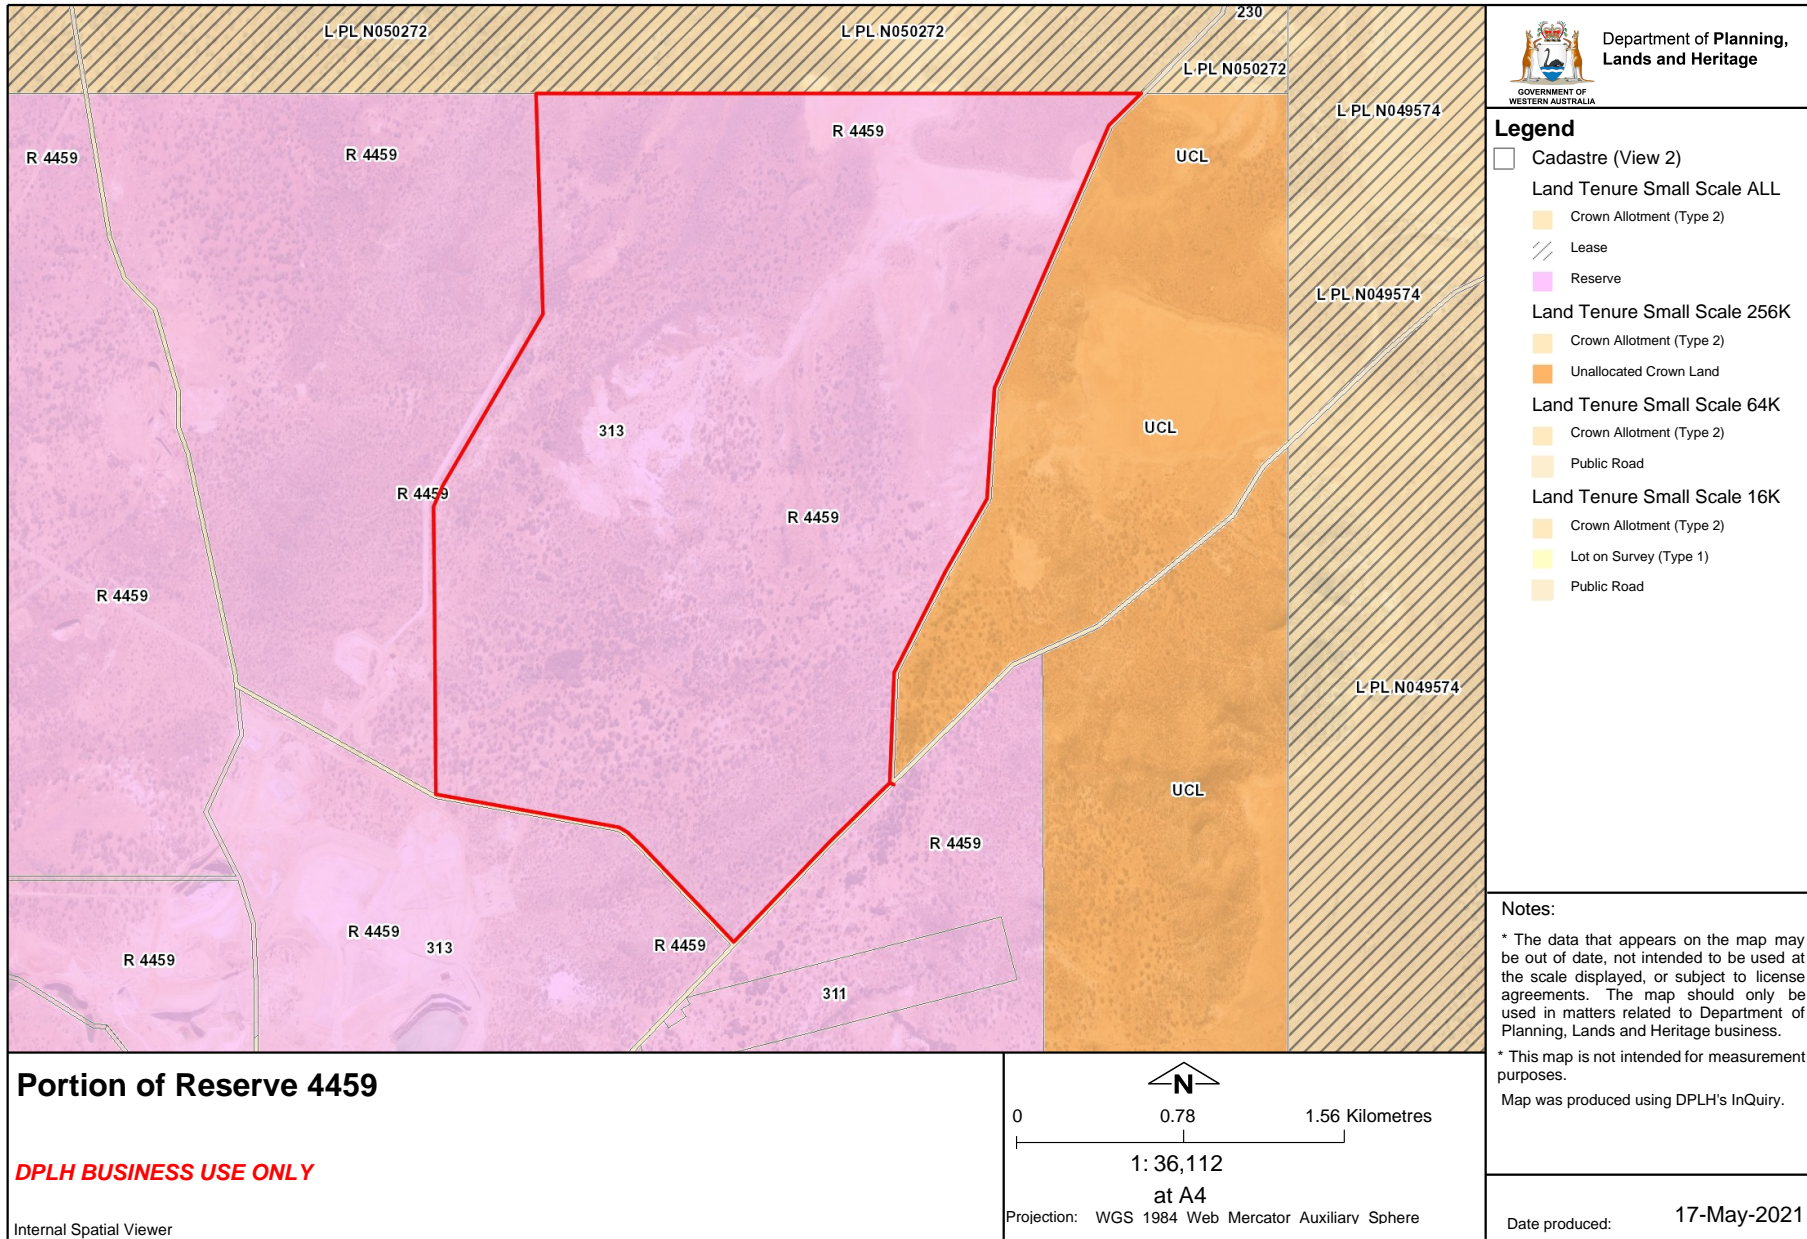 230
L PL N050272
L PL N050272
L PL N050272
L PL N049574
R 4459
R 4459
R 4459
UCL
L PL N049574
313
UCL
R 4459
R 4459
R 4459
L PL N049574
UCL
R 4459
R 4459
313
R 4459
R 4459
311
Department of Planning,
Lands and Heritage
GOVERNMENT OF
WESTERN AUSTRALIA
Legend
Cadastre (View 2)
Land Tenure Small Scale ALL
Crown Allotment (Type 2)
Lease
Reserve
Land Tenure Small Scale 256K
Crown Allotment (Type 2)
Unallocated Crown Land
Land Tenure Small Scale 64K
Crown Allotment (Type 2)
Public Road
Land Tenure Small Scale 16K
Crown Allotment (Type 2)
Lot on Survey (Type 1)
Public Road
Notes:
* The data that appears on the map may
be out of date, not intended to be used at
the scale displayed, or subject to license
agreements. The map should only be
used in matters related to Department of
Planning, Lands and Heritage business.
* This map is not intended for measurement
purposes.
Map was produced using DPLH's InQuiry.
Date produced: 17-May-2021
Portion of Reserve 4459
DPLH BUSINESS USE ONLY
Internal Spatial Viewer
N
0 0.78 1.56 Kilometres
1: 36,112
at A4
Projection: WGS 1984 Web Mercator Auxiliary Sphere